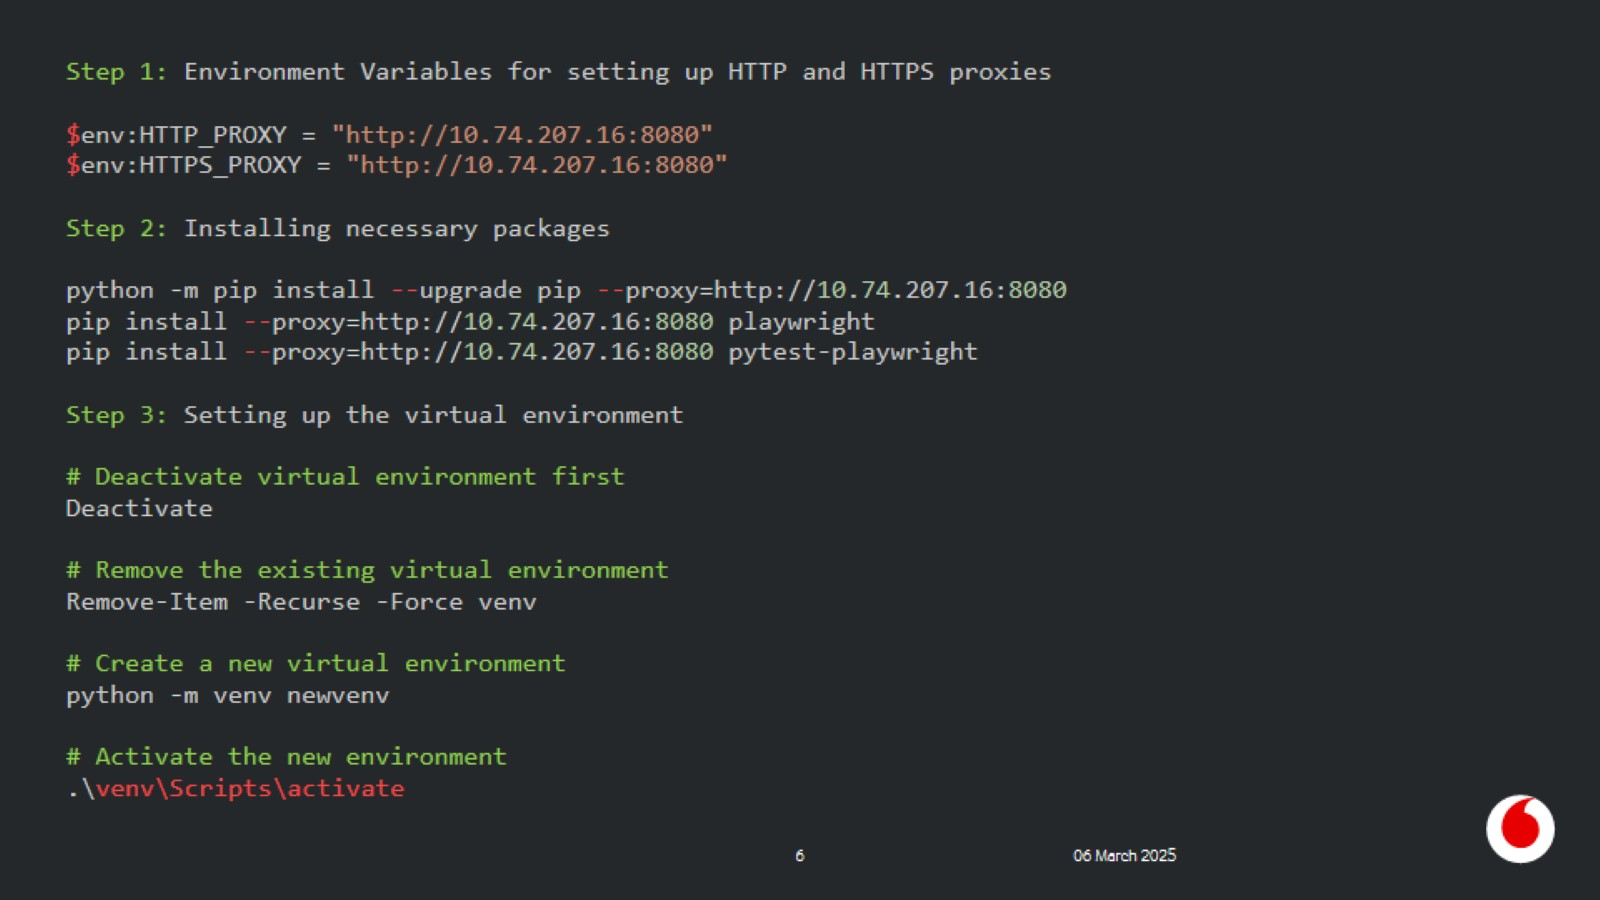 Step 1: Environment Variables for setting up HTTP and HTTPS proxies
$env:HTTP_PROXY = "http://10.74.207.16:8080"
$env:HTTPS_PROXY = "http://10.74.207.16:8080"
Step 2: Installing necessary packages
python -m pip install --upgrade pip --proxy=http://10.74.207.16:8080
pip install --proxy=http://10.74.207.16:8080 playwright
pip install --proxy=http://10.74.207.16:8080 pytest-playwright
Step 3: Setting up the virtual environment
# Deactivate virtual environment first
Deactivate
# Remove the existing virtual environment
Remove-Item -Recurse -Force venv
# Create a new virtual environment
python -m venv newvenv
# Activate the new environment
.\venv\Scripts\activate
6
06 March 2025